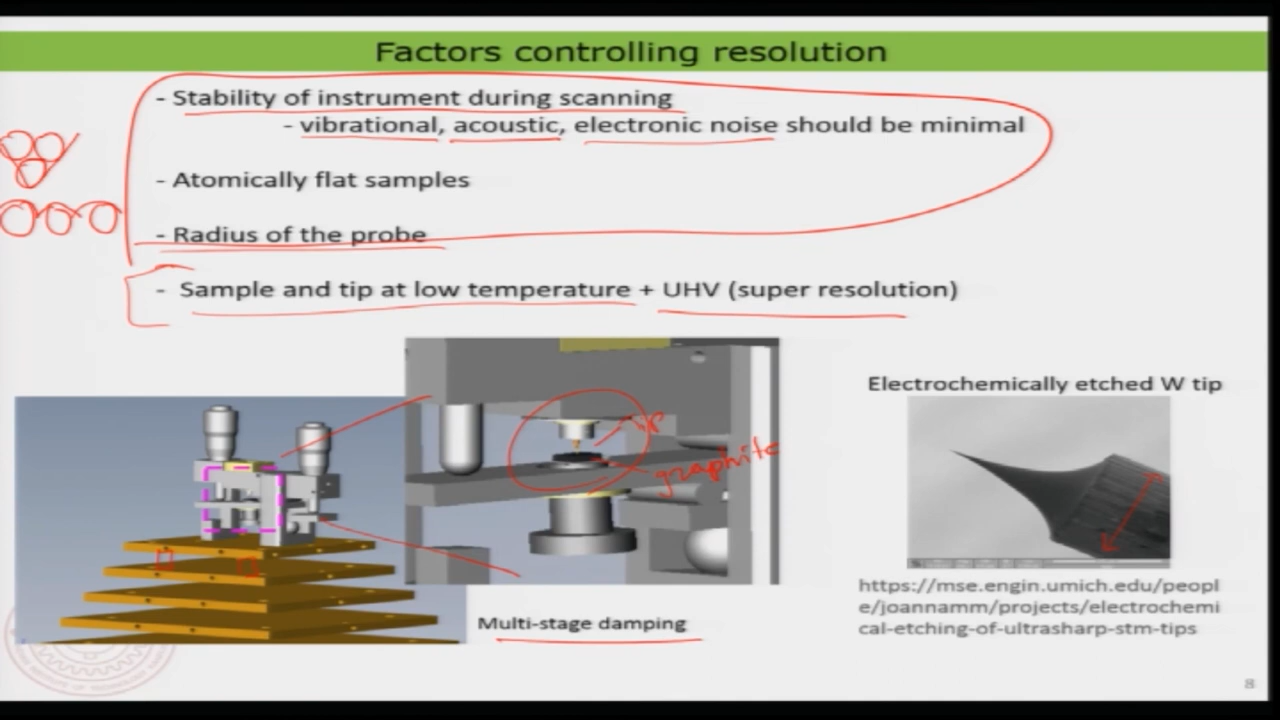 Factors controlling resolution
- Stability of instrument during scanning
- vibrational, acoustic, electronic noise should be minimal
- Atomically flat samples
- Radius of the probe
- Sample and tip at low temperature + UHV (super resolution)
tip
graphite
Electrochemically etched W tip
https://mse.engin.umich.edu/peopl
e/joannamm/projects/electrochemi
cal-etching-of-ultrasharp-stm-tips
Multi-stage damping
8